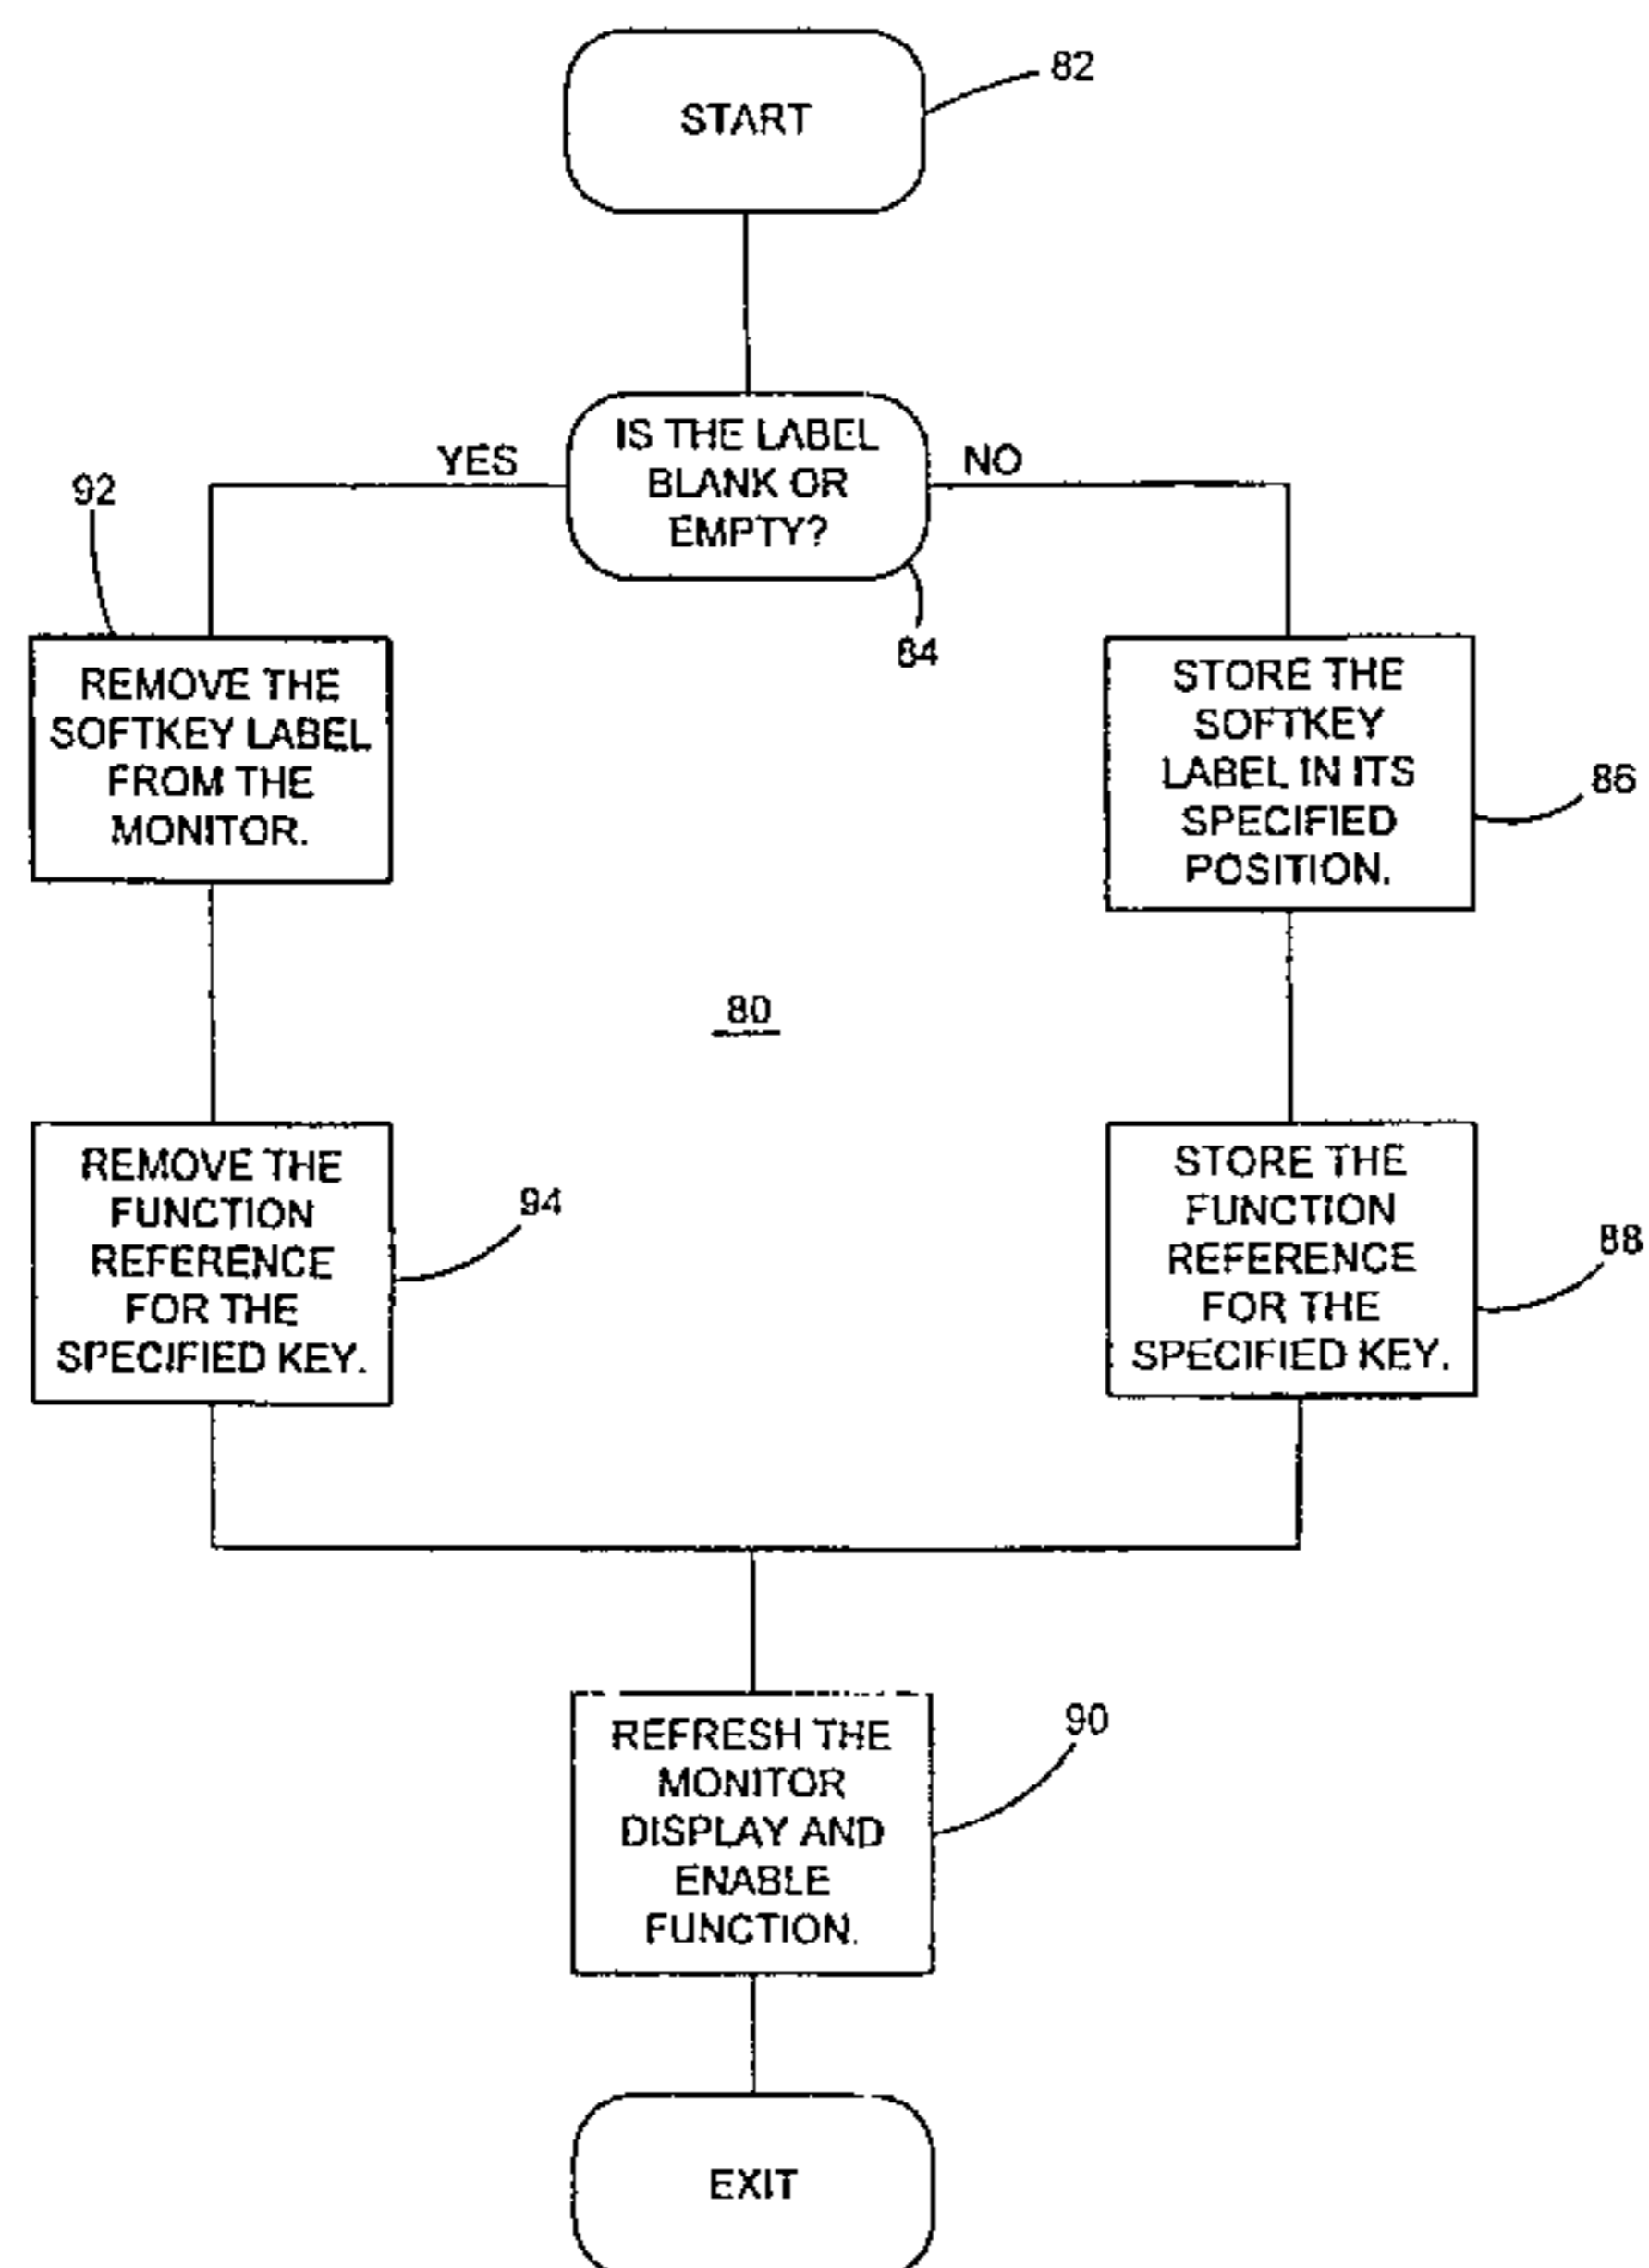 START
82
IS THE LABEL
BLANK OR
EMPTY?
YES
NO
84
92
REMOVE THE
SOFTKEY LABEL
FROM THE
MONITOR.
STORE THE
SOFTKEY
LABEL IN ITS
SPECIFIED
POSITION.
86
80
REMOVE THE
FUNCTION
REFERENCE
FOR THE
SPECIFIED KEY.
94
STORE THE
FUNCTION
REFERENCE
FOR THE
SPECIFIED KEY.
88
REFRESH THE
MONITOR
DISPLAY AND
ENABLE
FUNCTION.
90
EXIT